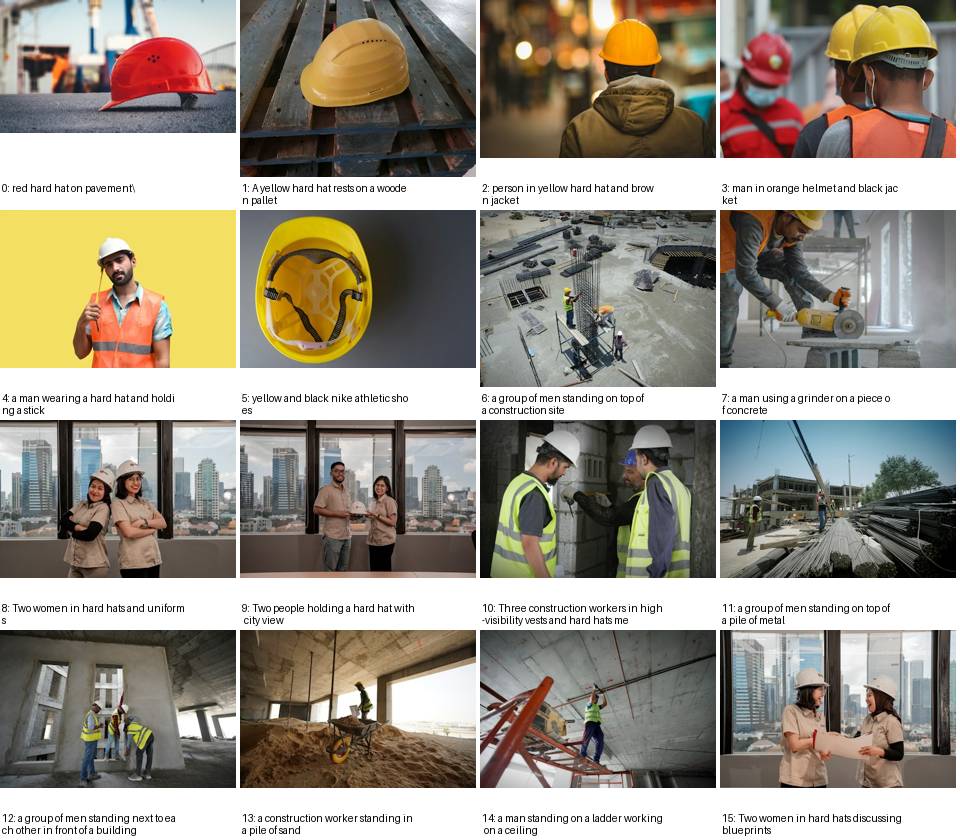 0: red hard hat on pavement\
1: A yellow hard hat rests on a woode
n pallet
2: person in yellow hard hat and brow
n jacket
3: man in orange helmet and black jac
ket
4: a man wearing a hard hat and holdi
ng a stick
5: yellow and black nike athletic sho
es
6: a group of men standing on top of
a construction site
7: a man using a grinder on a piece o
f concrete
8: Two women in hard hats and uniform
s
9: Two people holding a hard hat with
city view
10: Three construction workers in high
-visibility vests and hard hats me
11: a group of men standing on top of
a pile of metal
12: a group of men standing next to ea
ch other in front of a building
13: a construction worker standing in
a pile of sand
14: a man standing on a ladder working
on a ceiling
15: Two women in hard hats discussing
blueprints